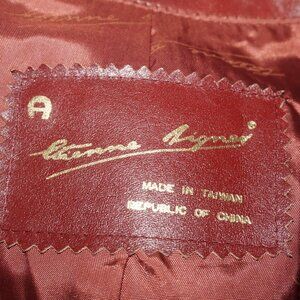 A
Etienne Aigner®
MADE IN TAIWAN
REPUBLIC OF CHINA